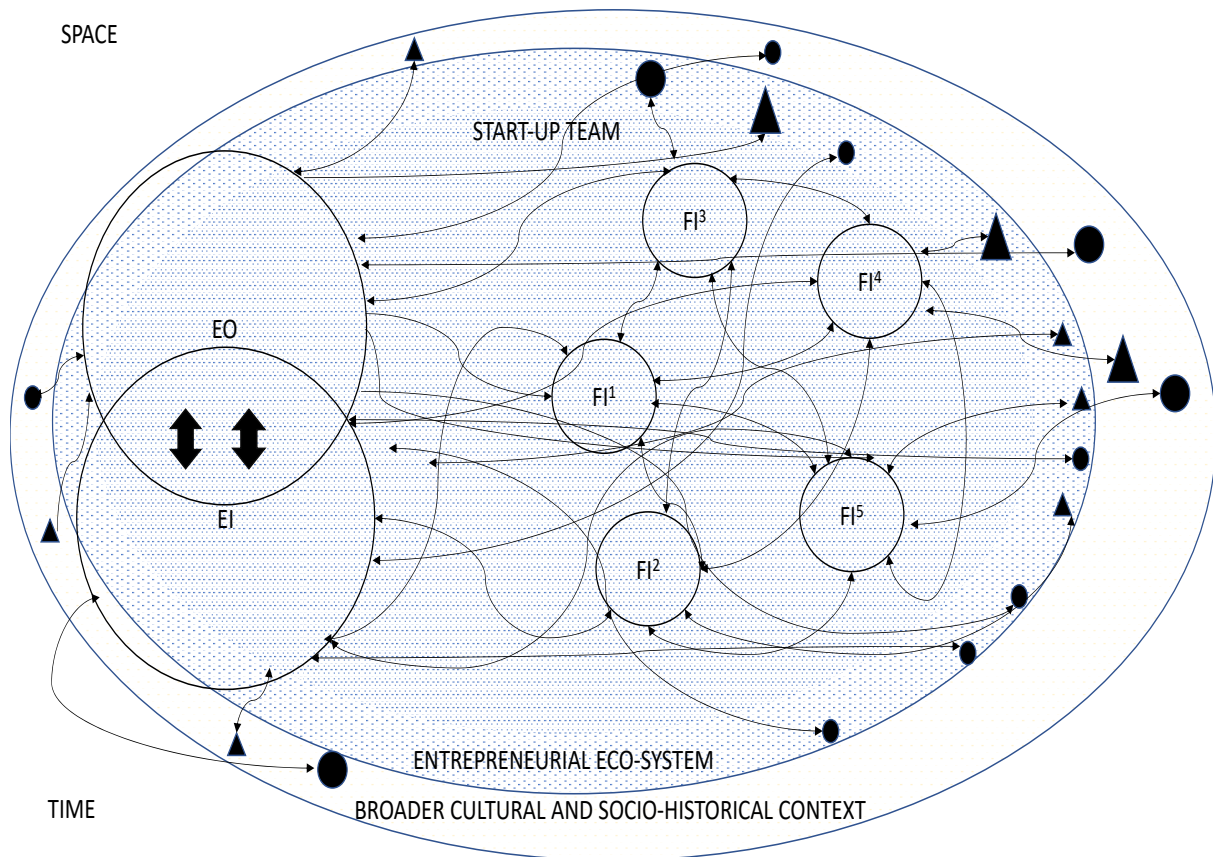 SPACE
START-UP TEAM
FI³
FI⁴
EO
FI¹
EI
FI⁵
FI²
ENTREPRENEURIAL ECO-SYSTEM
TIME
BROADER CULTURAL AND SOCIO-HISTORICAL CONTEXT